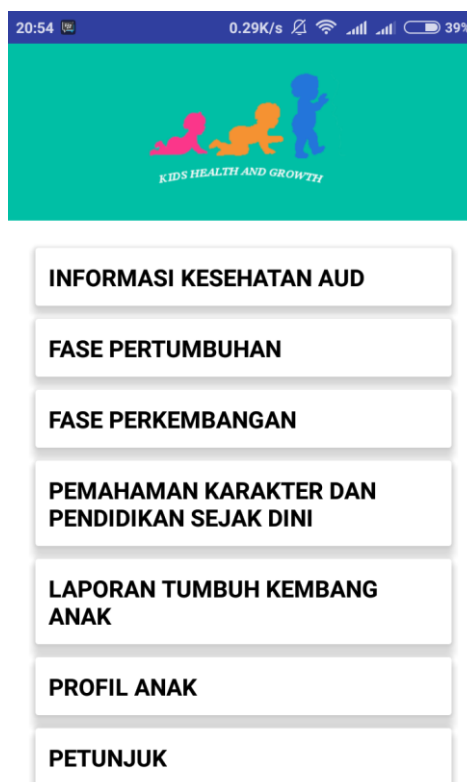 20:54 0.29K/s 39%
KIDS HEALTH AND GROWTH
INFORMASI KESEHATAN AUD
FASE PERTUMBUHAN
FASE PERKEMBANGAN
PEMAHAMAN KARAKTER DAN
PENDIDIKAN SEJAK DINI
LAPORAN TUMBUH KEMBANG
ANAK
PROFIL ANAK
PETUNJUK